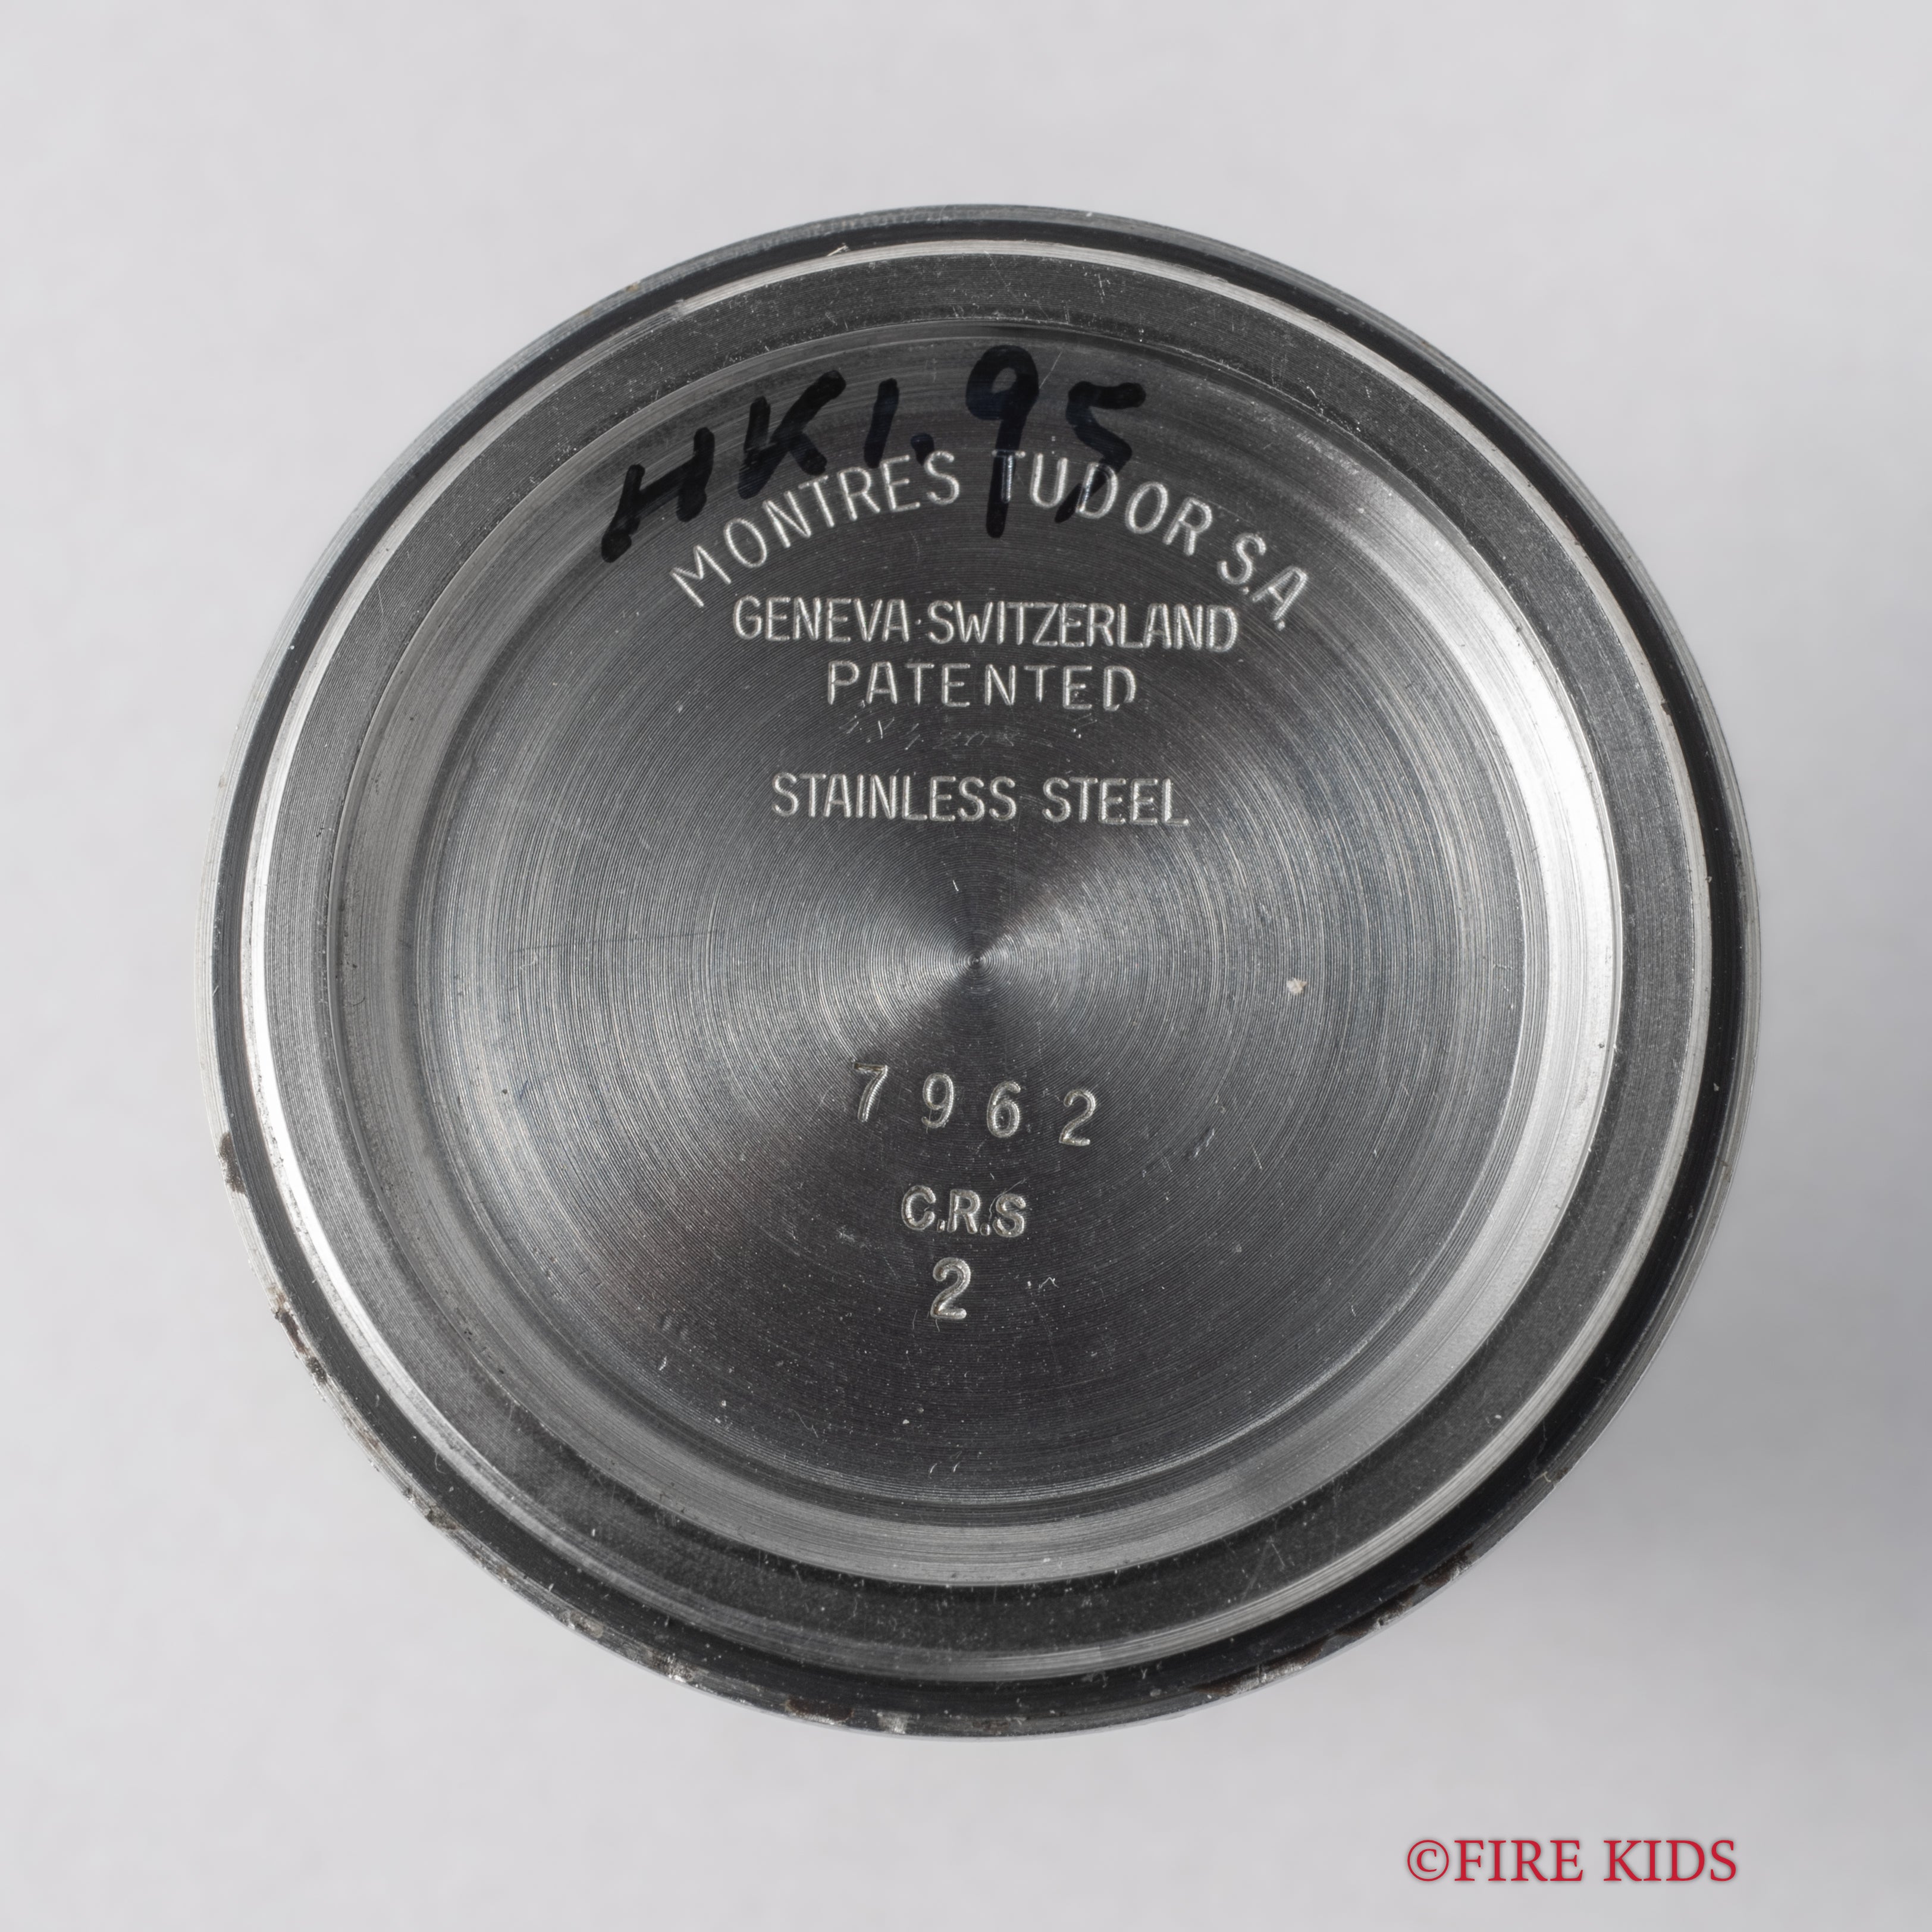 HK1.95
MONTRES TUDOR S.A.
GENEVA·SWITZERLAND
PATENTED
STAINLESS STEEL
7962
C.R.S
2
©FIRE KIDS